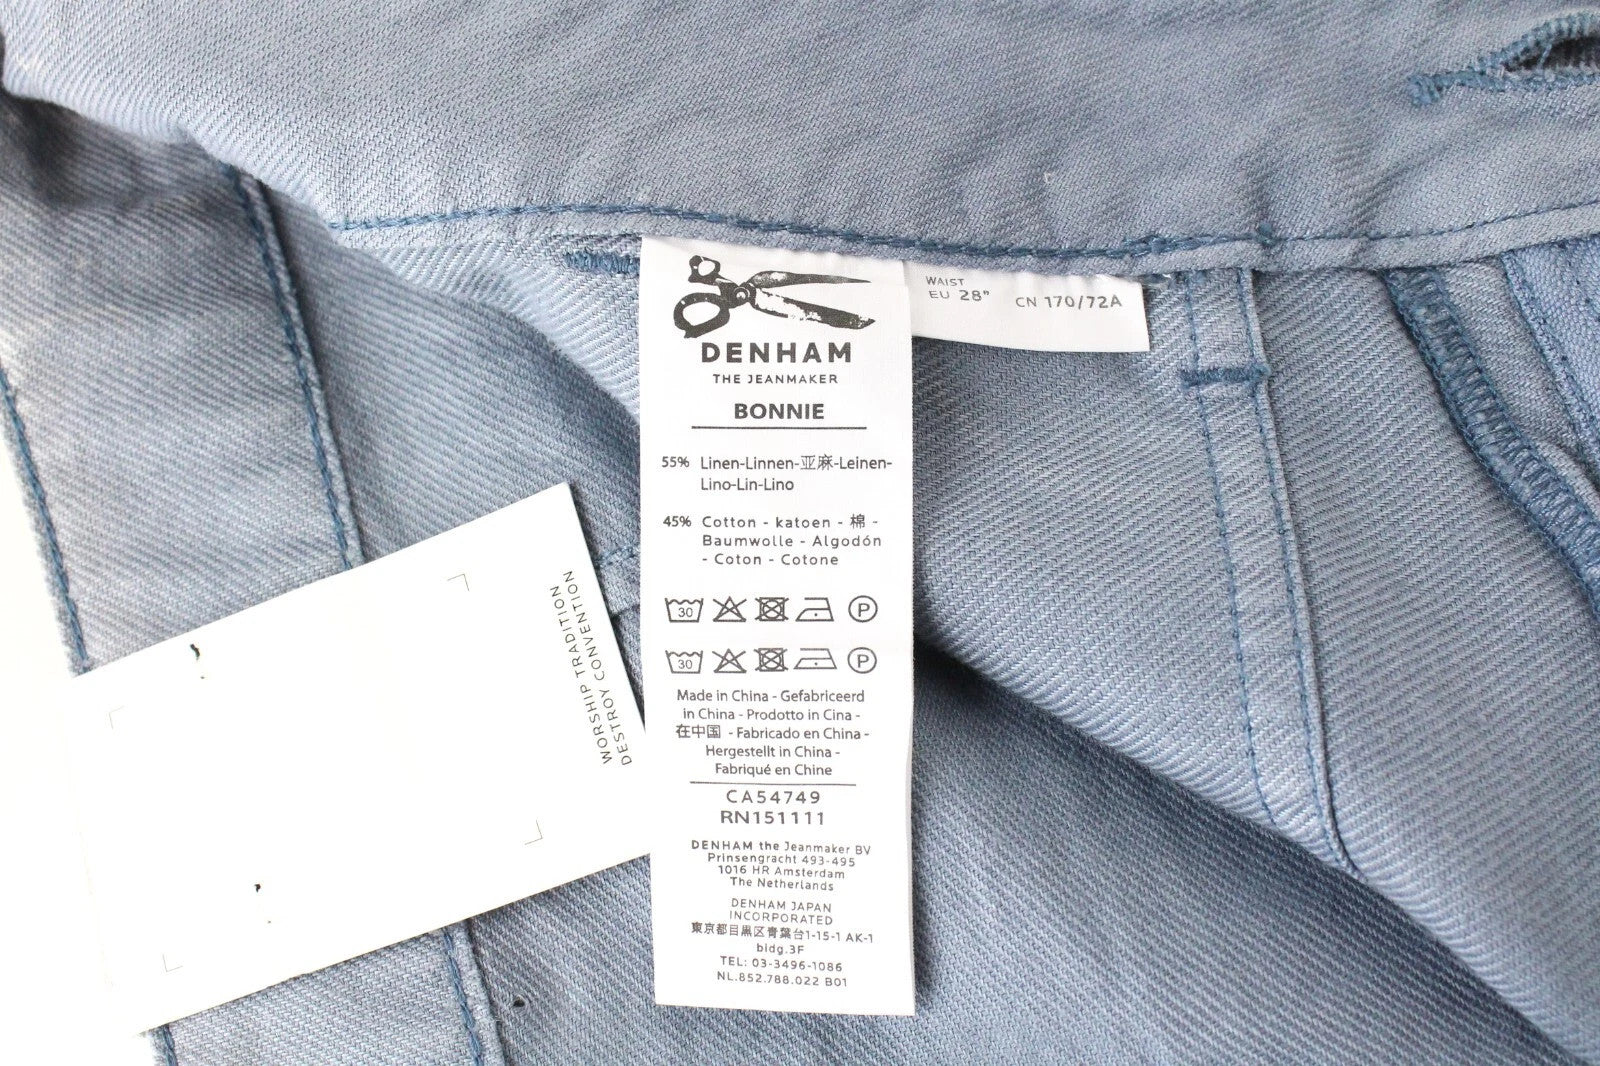 DENHAM
THE JEANMAKER
BONNIE
55% Linen-Linnen-亚麻-Leinen-
Lino-Lin-Lino
45% Cotton - katoen - 棉 -
Baumwolle - Algodón
- Coton - Cotone
30 P
30 P
Made in China - Gefabriceerd
in China - Prodotto in Cina -
在中国 - Fabricado en China -
Hergestellt in China -
Fabriqué en Chine
CA54749
RN151111
DENHAM the Jeanmaker BV
Prinsengracht 493-495
1016 HR Amsterdam
The Netherlands
DENHAM JAPAN
INCORPORATED
東京都目黒区青葉台1-15-1 AK-1
bldg.3F
TEL: 03-3496-1086
NL.852.788.022 B01
WAIST
EU 28" CN 170/72A
WORSHIP TRADITION
DESTROY CONVENTION